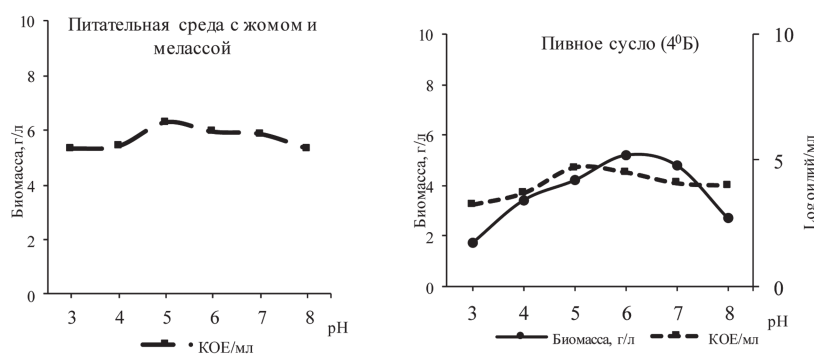 Питательная среда с жомом и
мелассой
Биомасса, г/л
10
8
6
4
2
0
3 4 5 6 7 8
pH
КОЕ/мл
Пивное сусло (4⁰Б)
Биомасса, г/л
10
8
6
4
2
0
10
5
0
Logоидий/мл
3 4 5 6 7 8
pH
Биомасса, г/л КОЕ/мл